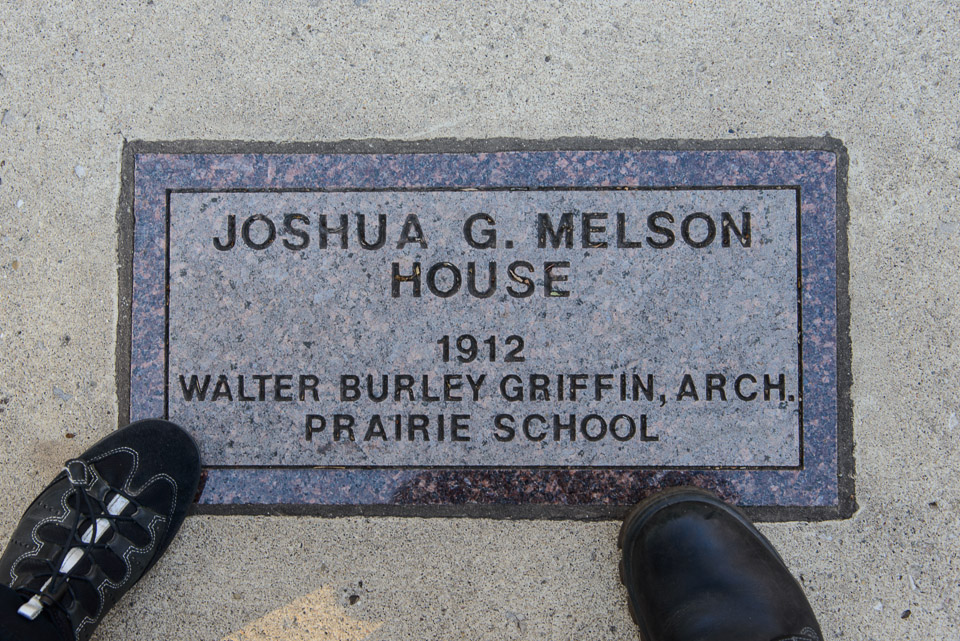 JOSHUA G. MELSON
HOUSE
1912
WALTER BURLEY GRIFFIN, ARCH.
PRAIRIE SCHOOL